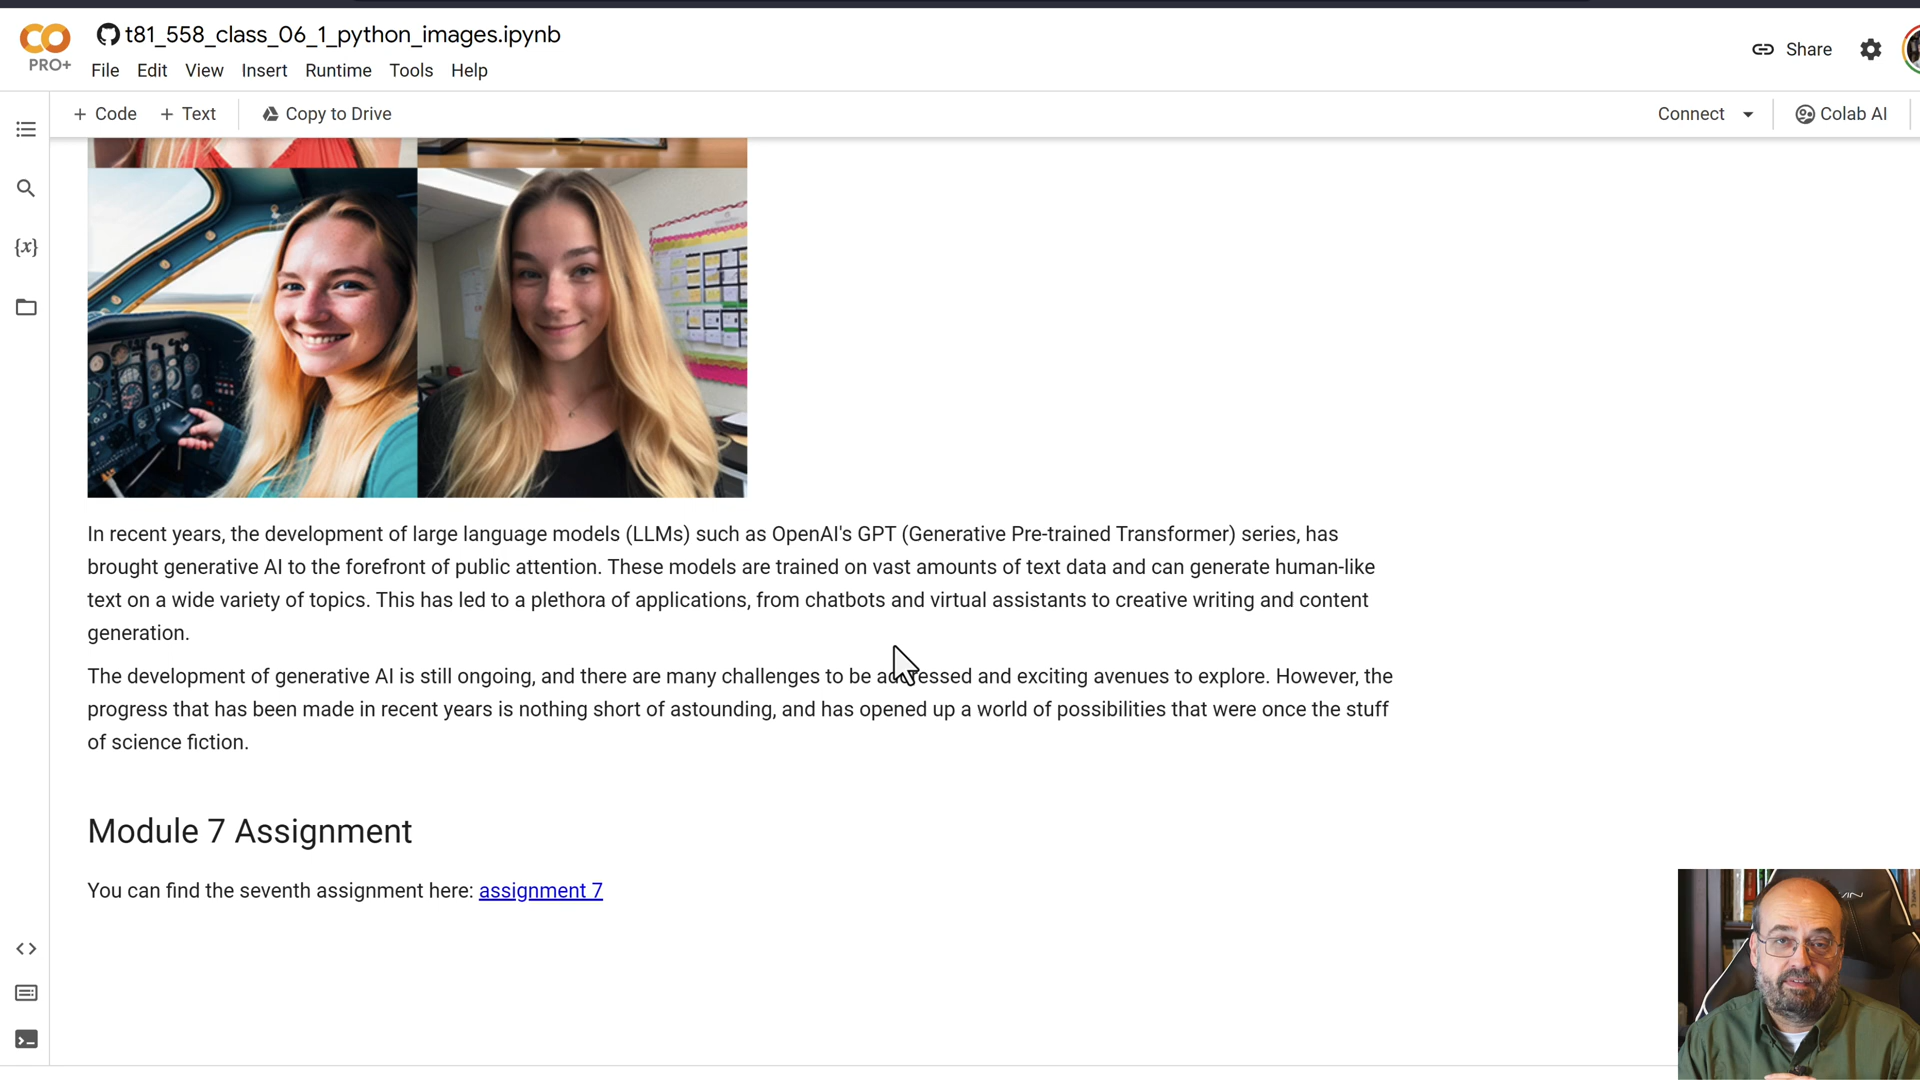 t81_558_class_06_1_python_images.ipynb
PRO+
File Edit View Insert Runtime Tools Help
Share
+ Code + Text Copy to Drive
Connect
Colab AI
{x}
In recent years, the development of large language models (LLMs) such as OpenAI's GPT (Generative Pre-trained Transformer) series, has
brought generative AI to the forefront of public attention. These models are trained on vast amounts of text data and can generate human-like
text on a wide variety of topics. This has led to a plethora of applications, from chatbots and virtual assistants to creative writing and content
generation.
The development of generative AI is still ongoing, and there are many challenges to be addressed and exciting avenues to explore. However, the
progress that has been made in recent years is nothing short of astounding, and has opened up a world of possibilities that were once the stuff
of science fiction.
Module 7 Assignment
You can find the seventh assignment here: assignment 7